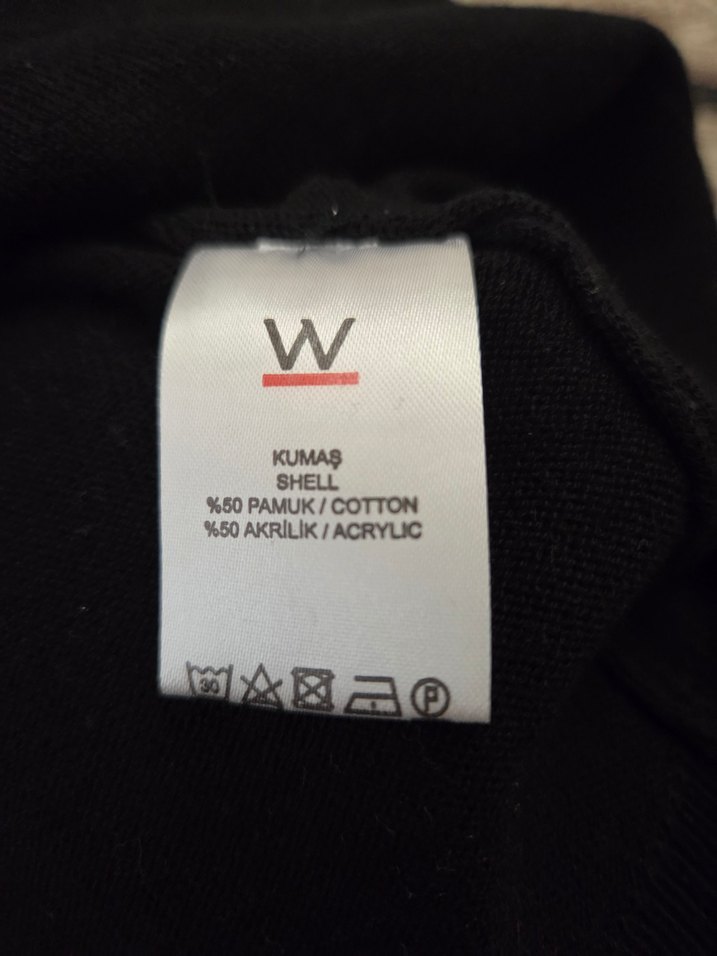 W
KUMAŞ
SHELL
%50 PAMUK / COTTON
%50 AKRİLİK / ACRYLIC
30
P